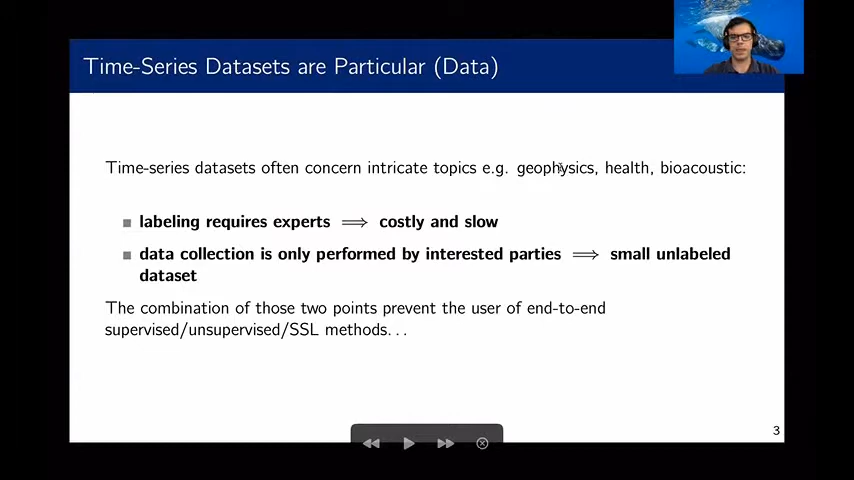 Time-Series Datasets are Particular (Data)
Time-series datasets often concern intricate topics e.g. geophysics, health, bioacoustic:
labeling requires experts ⟹ costly and slow
data collection is only performed by interested parties ⟹ small unlabeled
dataset
The combination of those two points prevent the user of end-to-end
supervised/unsupervised/SSL methods...
3